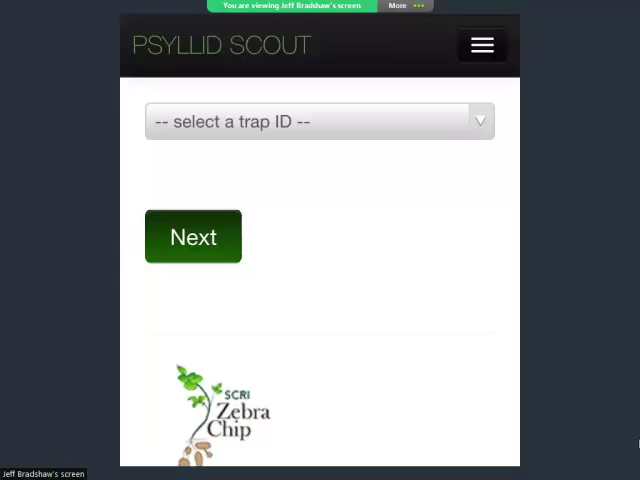 You are viewing Jeff Bradshaw's screen
More
PSYLLID SCOUT
-- select a trap ID --
Next
SCRI
Zebra
Chip
Jeff Bradshaw's screen